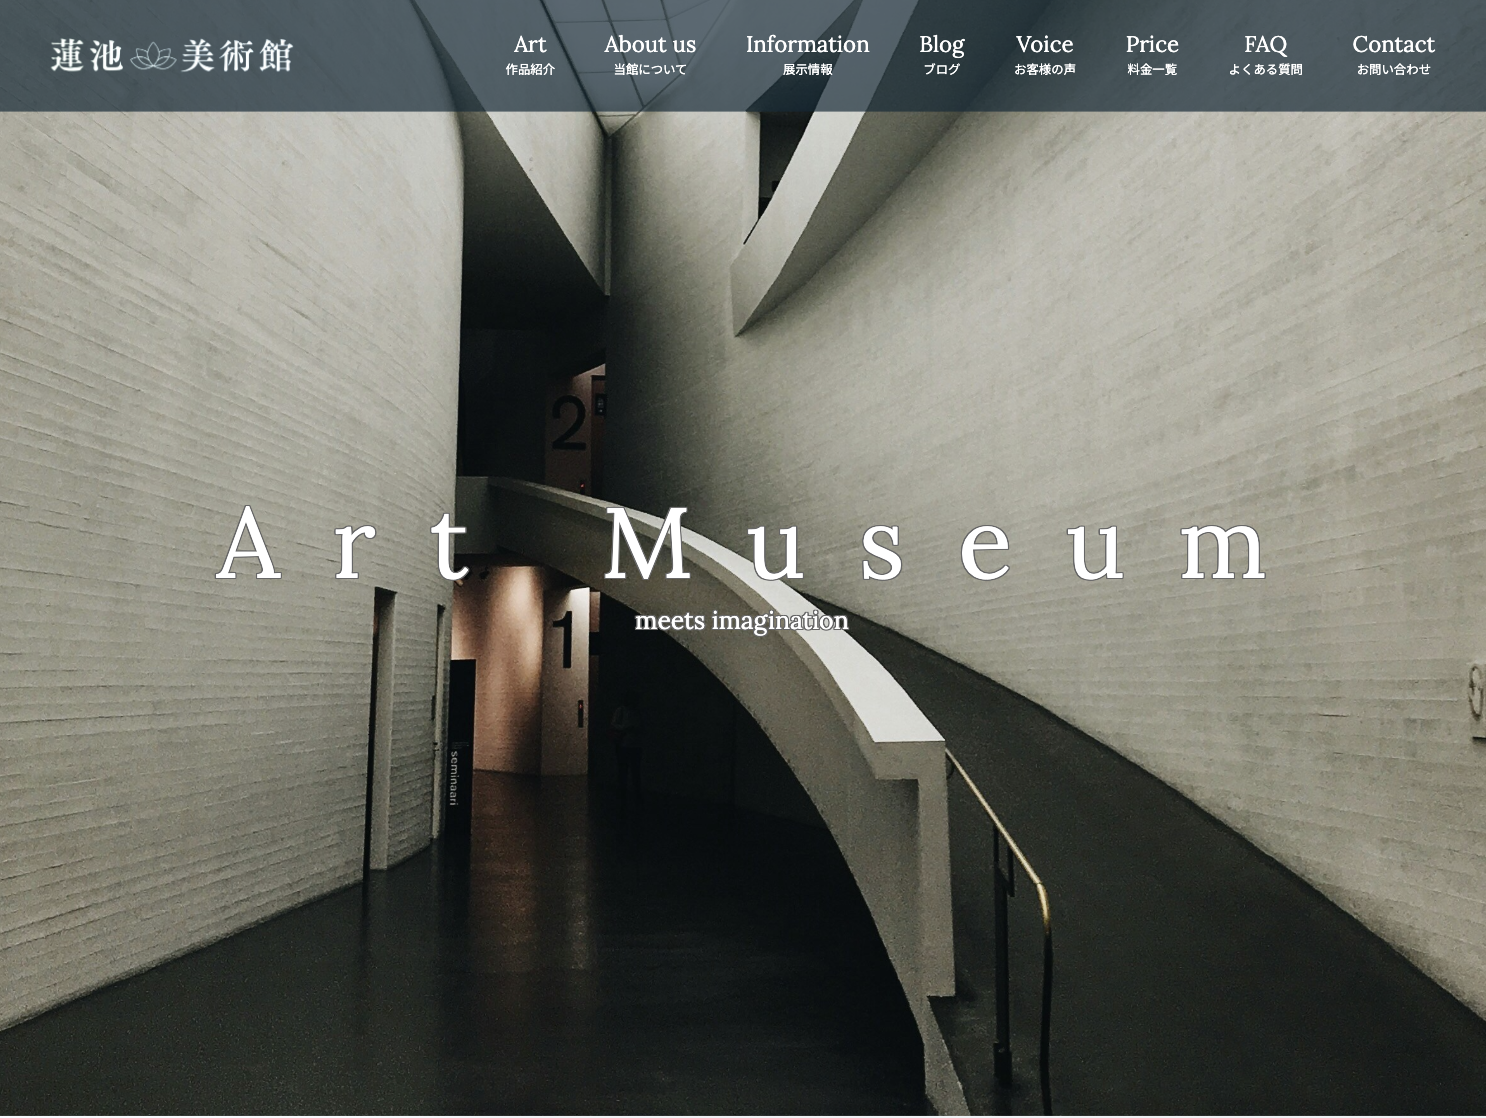 蓮池 美術館
Art About us Information Blog Voice Price FAQ Contact
作品紹介 当館について 展示情報 ブログ お客様の声 料金一覧 よくある質問 お問い合わせ
2
Art Museum
meets imagination
1
seminaari